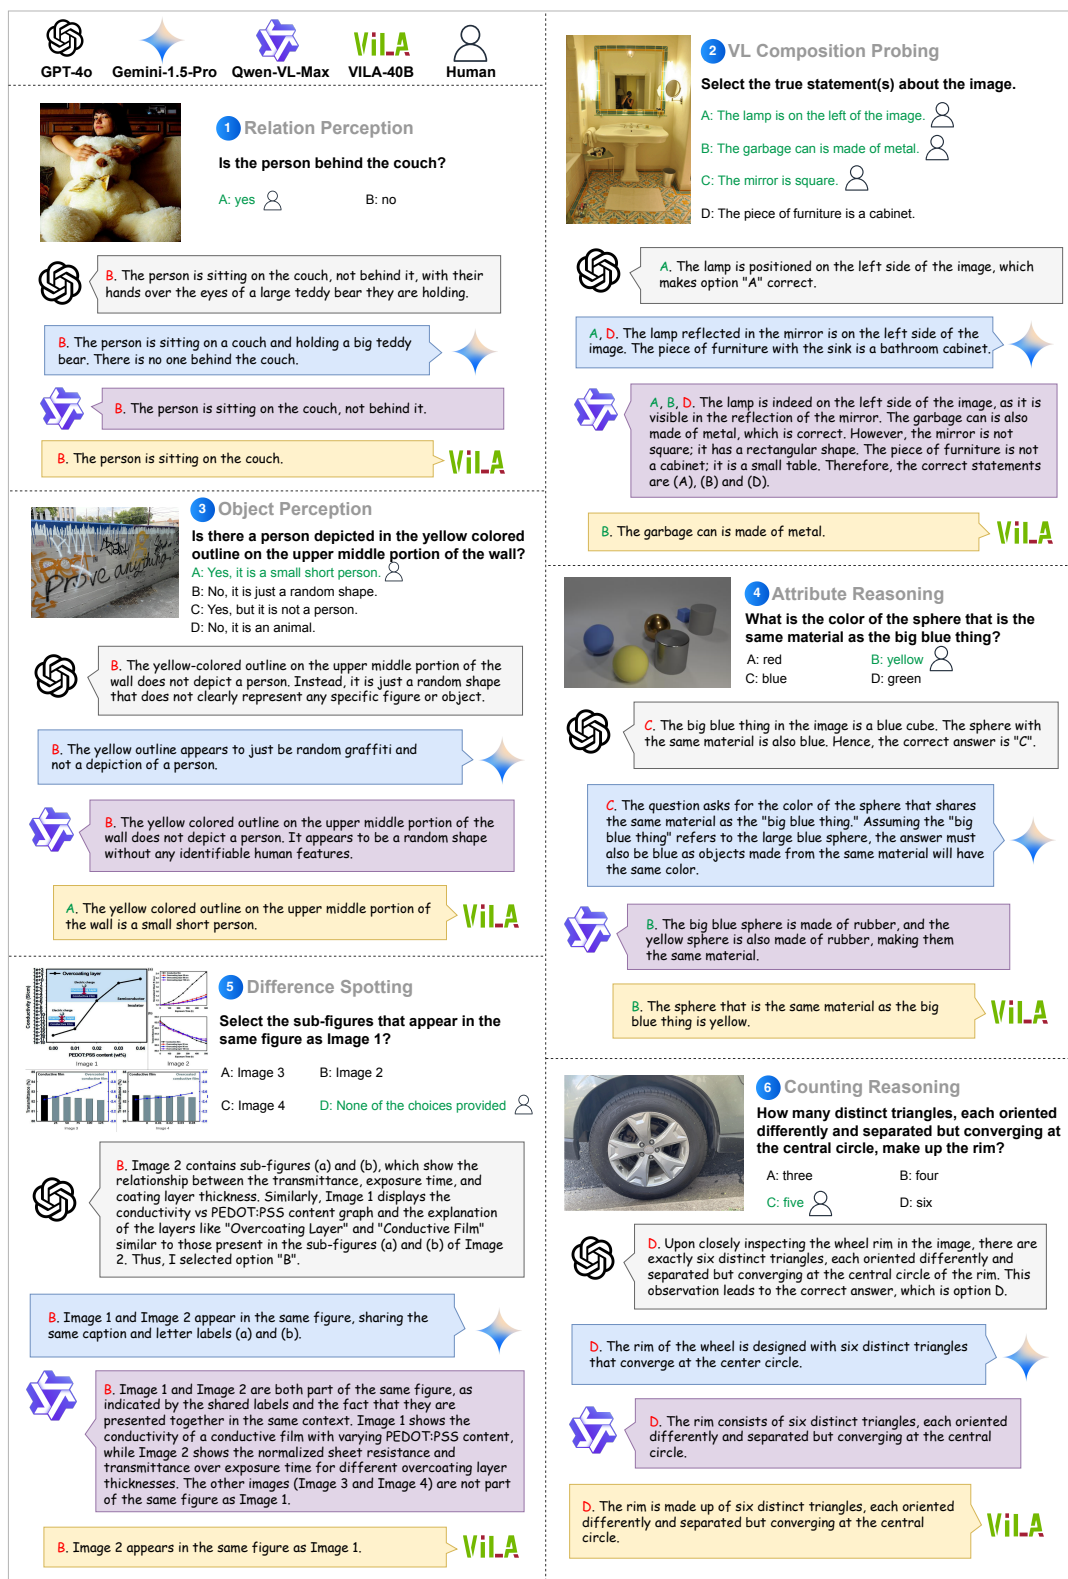 GPT-4o Gemini-1.5-Pro Qwen-VL-Max VILA-40B Human
1 Relation Perception
Is the person behind the couch?
A: yes B: no
B. The person is sitting on the couch, not behind it, with their
hands over the eyes of a large teddy bear they are holding.
B. The person is sitting on a couch and holding a big teddy
bear. There is no one behind the couch.
B. The person is sitting on the couch, not behind it.
B. The person is sitting on the couch.
ViLA
2 VL Composition Probing
Select the true statement(s) about the image.
A: The lamp is on the left of the image.
B: The garbage can is made of metal.
C: The mirror is square.
D: The piece of furniture is a cabinet.
A. The lamp is positioned on the left side of the image, which
makes option "A" correct.
A, D. The lamp reflected in the mirror is on the left side of the
image. The piece of furniture with the sink is a bathroom cabinet.
A, B, D. The lamp is indeed on the left side of the image, as it is
visible in the reflection of the mirror. The garbage can is also
made of metal, which is correct. However, the mirror is not
square; it has a rectangular shape. The piece of furniture is not
a cabinet; it is a small table. Therefore, the correct statements
are (A), (B) and (D).
B. The garbage can is made of metal.
ViLA
3 Object Perception
Is there a person depicted in the yellow colored
outline on the upper middle portion of the wall?
A: Yes, it is a small short person.
B: No, it is just a random shape.
C: Yes, but it is not a person.
D: No, it is an animal.
Prove anything.
B. The yellow-colored outline on the upper middle portion of the
wall does not depict a person. Instead, it is just a random shape
that does not clearly represent any specific figure or object.
B. The yellow outline appears to just be random graffiti and
not a depiction of a person.
B. The yellow colored outline on the upper middle portion of the
wall does not depict a person. It appears to be a random shape
without any identifiable human features.
A. The yellow colored outline on the upper middle portion of
the wall is a small short person.
ViLA
4 Attribute Reasoning
What is the color of the sphere that is the
same material as the big blue thing?
A: red B: yellow
C: blue D: green
C. The big blue thing in the image is a blue cube. The sphere with
the same material is also blue. Hence, the correct answer is "C".
C. The question asks for the color of the sphere that shares
the same material as the "big blue thing." Assuming the "big
blue thing" refers to the large blue sphere, the answer must
also be blue as objects made from the same material will have
the same color.
B. The big blue sphere is made of rubber, and the
yellow sphere is also made of rubber, making them
the same material.
B. The sphere that is the same material as the big
blue thing is yellow.
ViLA
5 Difference Spotting
Select the sub-figures that appear in the
same figure as Image 1?
A: Image 3 B: Image 2
C: Image 4 D: None of the choices provided
Overcoating layer
Electric charge
Semiconductor
Insulator
Conductivity (S/cm)
0.00 0.01 0.02 0.03 0.04
PEDOT:PSS content (wt%)
Image 1 Image 2
Image 3 Image 4
B. Image 2 contains sub-figures (a) and (b), which show the
relationship between the transmittance, exposure time, and
coating layer thickness. Similarly, Image 1 displays the
conductivity vs PEDOT:PSS content graph and the explanation
of the layers like "Overcoating Layer" and "Conductive Film"
similar to those present in the sub-figures (a) and (b) of Image
2. Thus, I selected option "B".
B. Image 1 and Image 2 appear in the same figure, sharing the
same caption and letter labels (a) and (b).
B. Image 1 and Image 2 are both part of the same figure, as
indicated by the shared labels and the fact that they are
presented together in the same context. Image 1 shows the
conductivity of a conductive film with varying PEDOT:PSS content,
while Image 2 shows the normalized sheet resistance and
transmittance over exposure time for different overcoating layer
thicknesses. The other images (Image 3 and Image 4) are not part
of the same figure as Image 1.
B. Image 2 appears in the same figure as Image 1.
ViLA
6 Counting Reasoning
How many distinct triangles, each oriented
differently and separated but converging at
the central circle, make up the rim?
A: three B: four
C: five D: six
D. Upon closely inspecting the wheel rim in the image, there are
exactly six distinct triangles, each oriented differently and
separated but converging at the central circle of the rim. This
observation leads to the correct answer, which is option D.
D. The rim of the wheel is designed with six distinct triangles
that converge at the center circle.
D. The rim consists of six distinct triangles, each oriented
differently and separated but converging at the central
circle.
D. The rim is made up of six distinct triangles, each oriented
differently and separated but converging at the central
circle.
ViLA